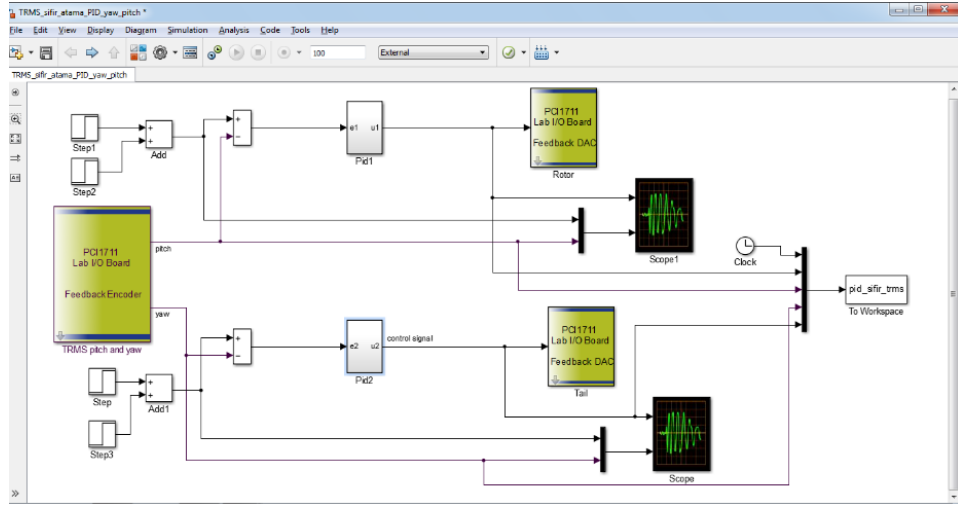 TRMS_sifir_atama_PID_yaw_pitch *
File Edit View Display Diagram Simulation Analysis Code Tools Help
100 External
TRMS_sifir_atama_PID_yaw_pitch
Step1
Add
Step2
e1 u1
Pid1
PCI1711
Lab I/O Board
Feedback DAC
Rotor
PCI1711
Lab I/O Board
Feedback Encoder
TRMS pitch and yaw
pitch
yaw
Scope1
Clock
pid_sifir_trms
To Workspace
e2 u2
Pid2
control signal
PCI1711
Lab I/O Board
Feedback DAC
Tail
Step
Add1
Step3
Scope